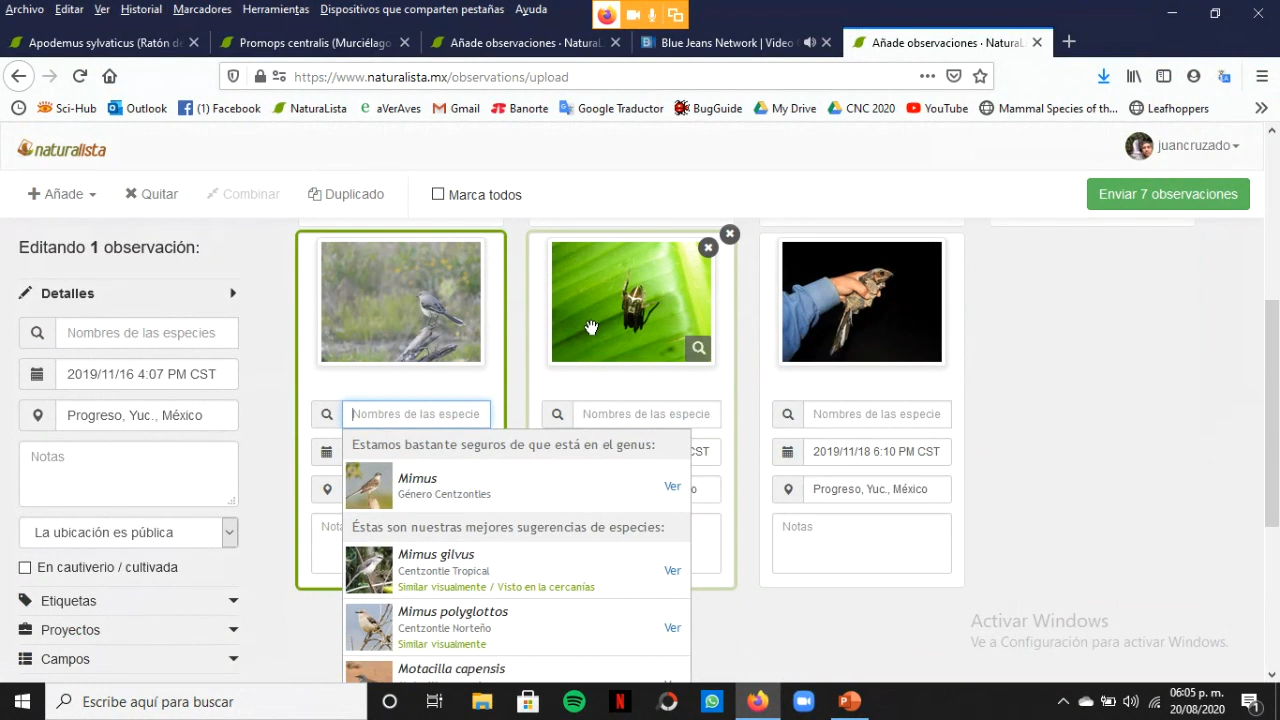 Archivo Editar Ver Historial Marcadores Herramientas Dispositivos que comparten pestañas Ayuda
Apodemus sylvaticus (Ratón de
Promops centralis (Murciélago
Añade observaciones - Natural
Blue Jeans Network | Video
Añade observaciones - Natural
https://www.naturalista.mx/observations/upload
Sci-Hub Outlook (1) Facebook NaturaLista aVerAves Gmail Banorte Google Traductor BugGuide My Drive CNC 2020 YouTube Mammal Species of th... Leafhoppers
naturalista
juancruzado
Añade Quitar Combinar Duplicado Marca todos Enviar 7 observaciones
Editando 1 observación:
Detalles
Nombres de las especies
2019/11/16 4:07 PM CST
Progreso, Yuc., México
Notas
La ubicación es pública
En cautiverio / cultivada
Etiquetas
Proyectos
Campos
Nombres de las especie
Estamos bastante seguros de que está en el genus:
Mimus
Género Centzontles
Ver
Éstas son nuestras mejores sugerencias de especies:
Mimus gilvus
Centzontle Tropical
Similar visualmente / Visto en la cercanías
Ver
Mimus polyglottos
Centzontle Norteño
Similar visualmente
Ver
Motacilla capensis
Nombres de las especie
CST
Nombres de las especie
2019/11/18 6:10 PM CST
Progreso, Yuc., México
Notas
Activar Windows
Ve a Configuración para activar Windows.
Escribe aquí para buscar
06:05 p. m.
20/08/2020